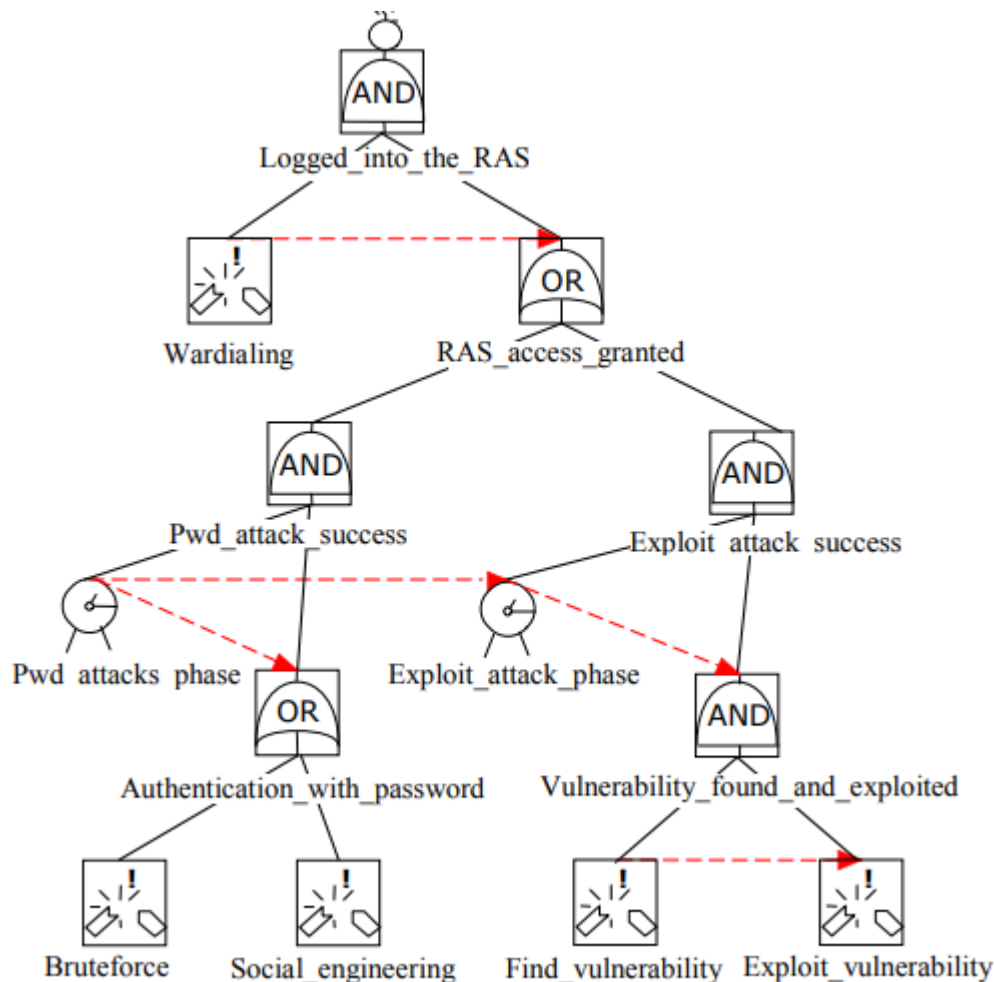 AND
Logged_into_the_RAS
!
OR
Wardialing
RAS_access_granted
AND
AND
Pwd_attack_success
Exploit attack success
Pwd attacks phase
Exploit_attack_phase
OR
AND
Authentication_with_password
Vulnerability_found_and_exploited
!
!
!
!
Bruteforce
Social_engineering
Find_vulnerability
Exploit_vulnerability